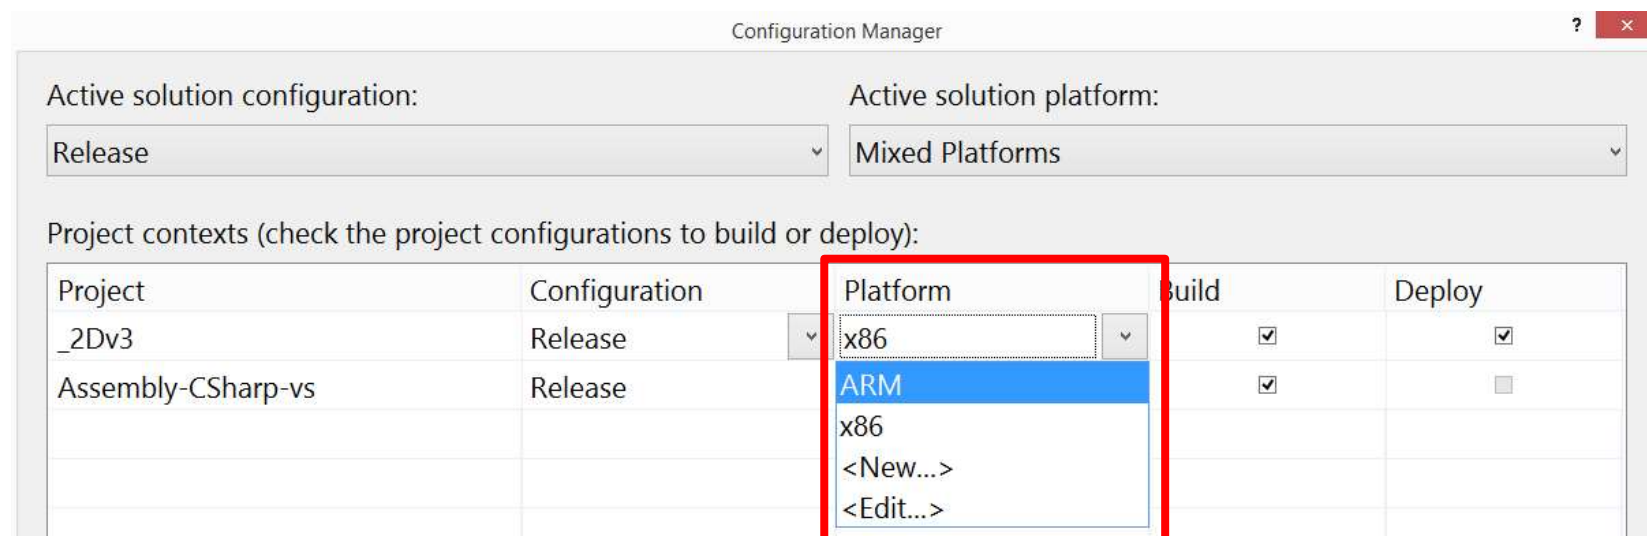 Configuration Manager ? ×
Active solution configuration: Active solution platform:
Release Mixed Platforms
Project contexts (check the project configurations to build or deploy):
Project Configuration Platform Build Deploy
_2Dv3 Release x86
Assembly-CSharp-vs Release ARM
x86
<New...>
<Edit...>